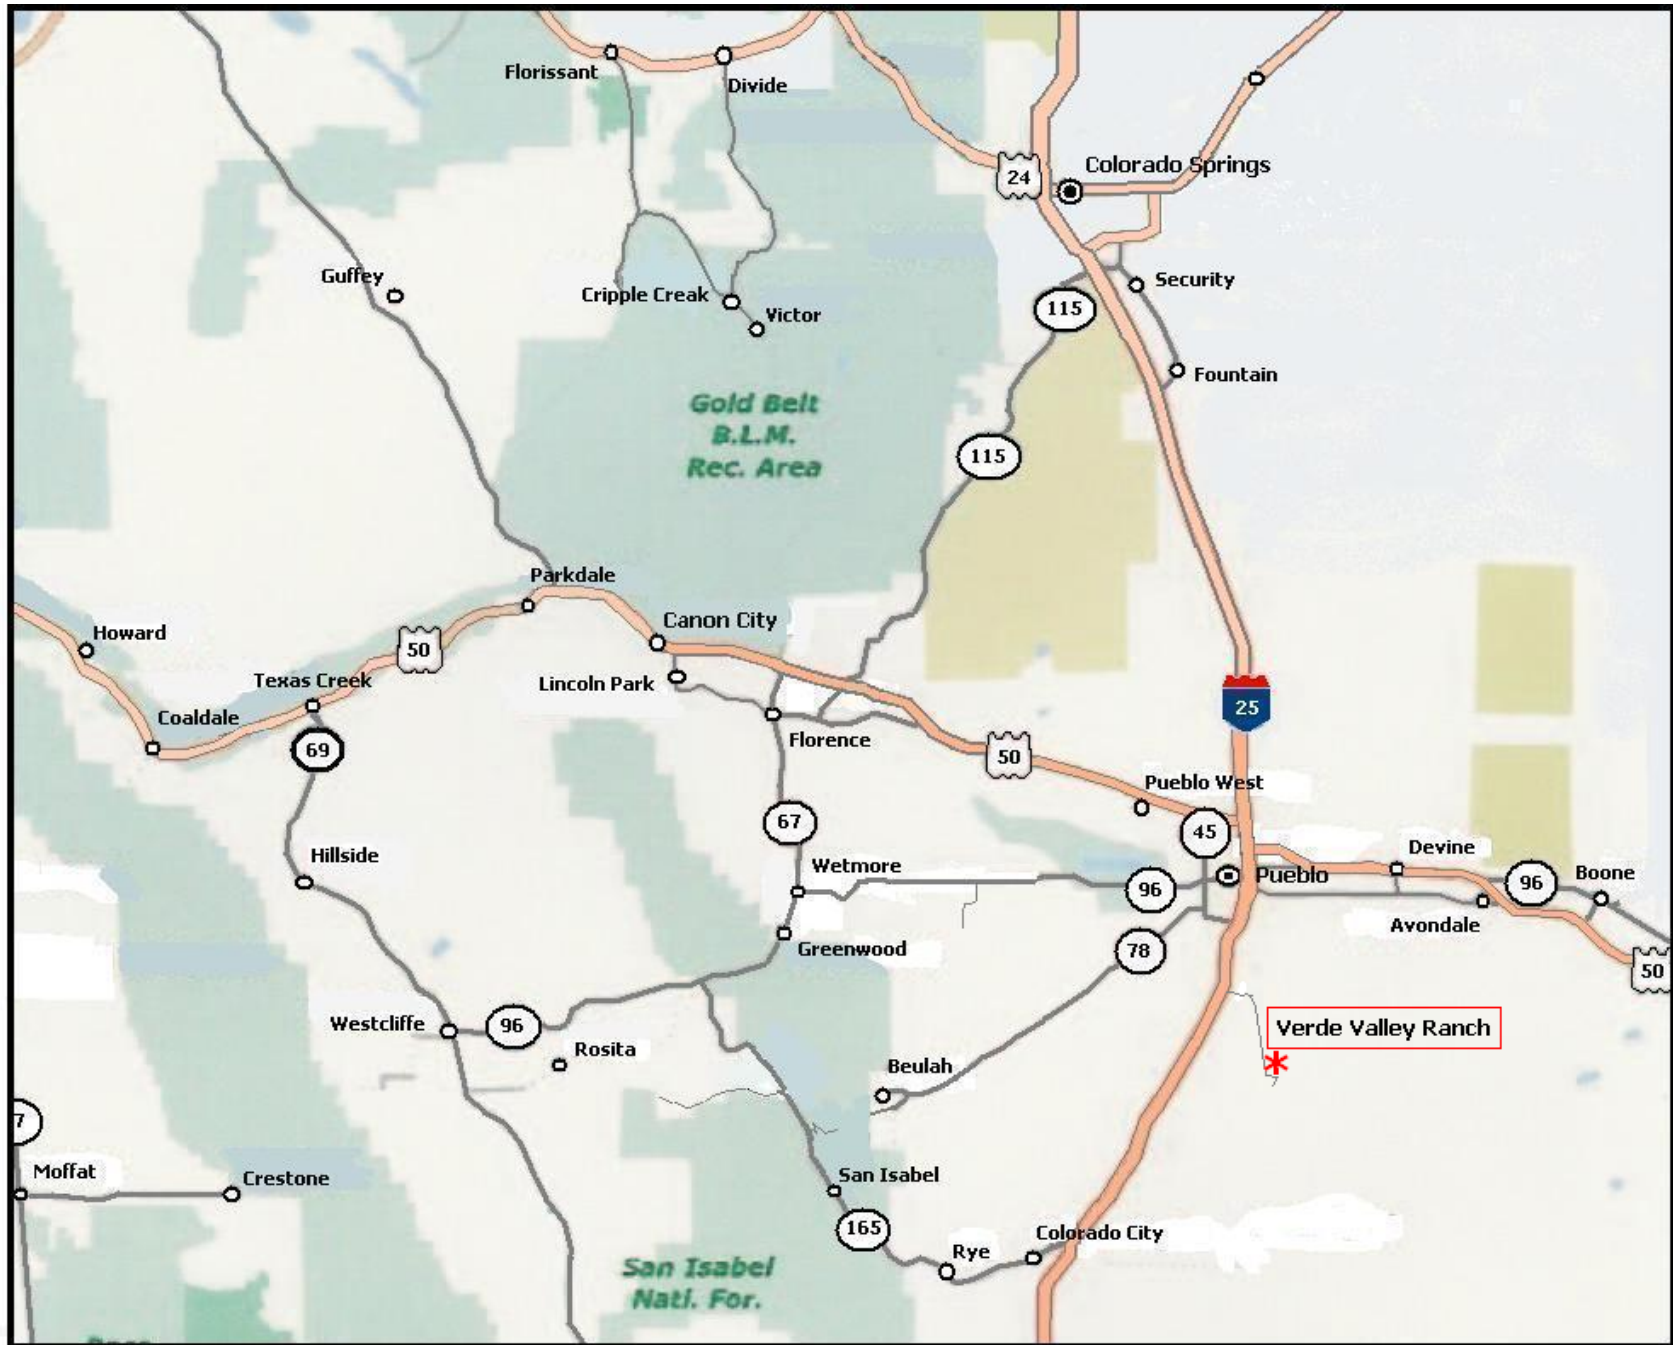 Florissant
Divide
24
Colorado Springs
Guffey
Cripple Creak
Victor
Security
115
Fountain
Gold Belt
B.L.M.
Rec. Area
115
Parkdale
Howard
Canon City
50
Texas Creek
Lincoln Park
Coaldale
69
Florence
25
50
Pueblo West
67
45
Hillside
Wetmore
Devine
96
Pueblo
96
Boone
Greenwood
78
Avondale
50
Westcliffe
96
Verde Valley Ranch
Rosita
Beulah
*
7
Moffat
Crestone
San Isabel
165
Rye
Colorado City
San Isabel
Natl. For.